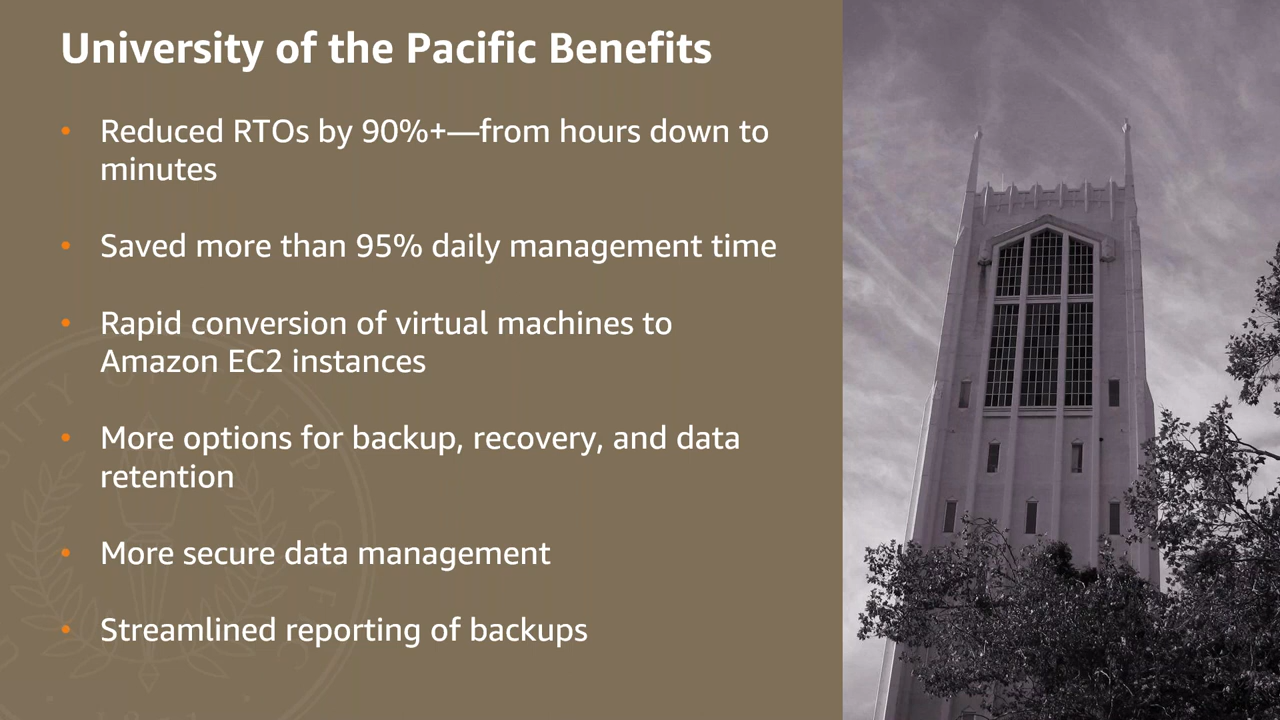 University of the Pacific Benefits
• Reduced RTOs by 90%+—from hours down to
minutes
• Saved more than 95% daily management time
• Rapid conversion of virtual machines to
Amazon EC2 instances
• More options for backup, recovery, and data
retention
• More secure data management
• Streamlined reporting of backups